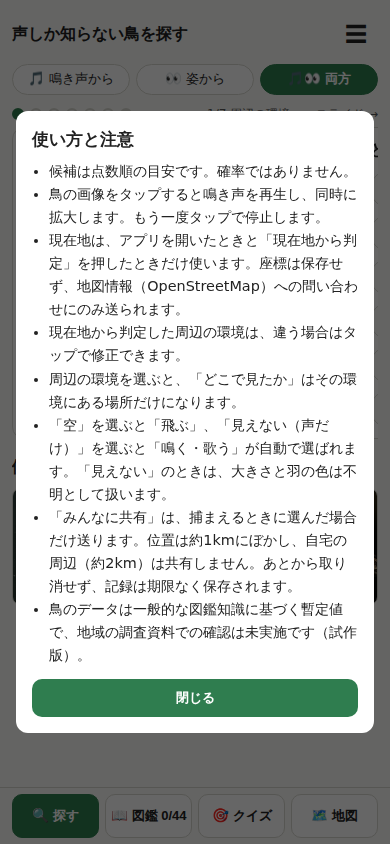 声しか知らない鳥を探す
🎵 鳴き声から
👀 姿から
👀 両方
使い方と注意
• 候補は点数順の目安です。確率ではありません。
• 鳥の画像をタップすると鳴き声を再生し、同時に
拡大します。もう一度タップで停止します。
• 現在地は、アプリを開いたときと「現在地から判
定」を押したときだけ使います。座標は保存せ
ず、地図情報（OpenStreetMap）への問い合わ
せにのみ送られます。
• 現在地から判定した周辺の環境は、違う場合はタ
ップで修正できます。
• 周辺の環境を選ぶと、「どこで見たか」はその環
境にある場所だけになります。
• 「空」を選ぶと「飛ぶ」、「見えない（声だ
け）」を選ぶと「鳴く・歌う」が自動で選ばれま
す。「見えない」のときは、大きさと羽の色は不
明として扱います。
• 「みんなに共有」は、捕まえるときに選んだ場合
だけ送ります。位置は約1kmにぼかし、自宅の
周辺（約2km）は共有しません。あとから取り
消せず、記録は期限なく保存されます。
• 鳥のデータは一般的な図鑑知識に基づく暫定値
で、地域の調査資料での確認は未実施です（試作
版）。
閉じる
🔍 探す
📖 図鑑 0/44
🎯 クイズ
🗺️ 地図